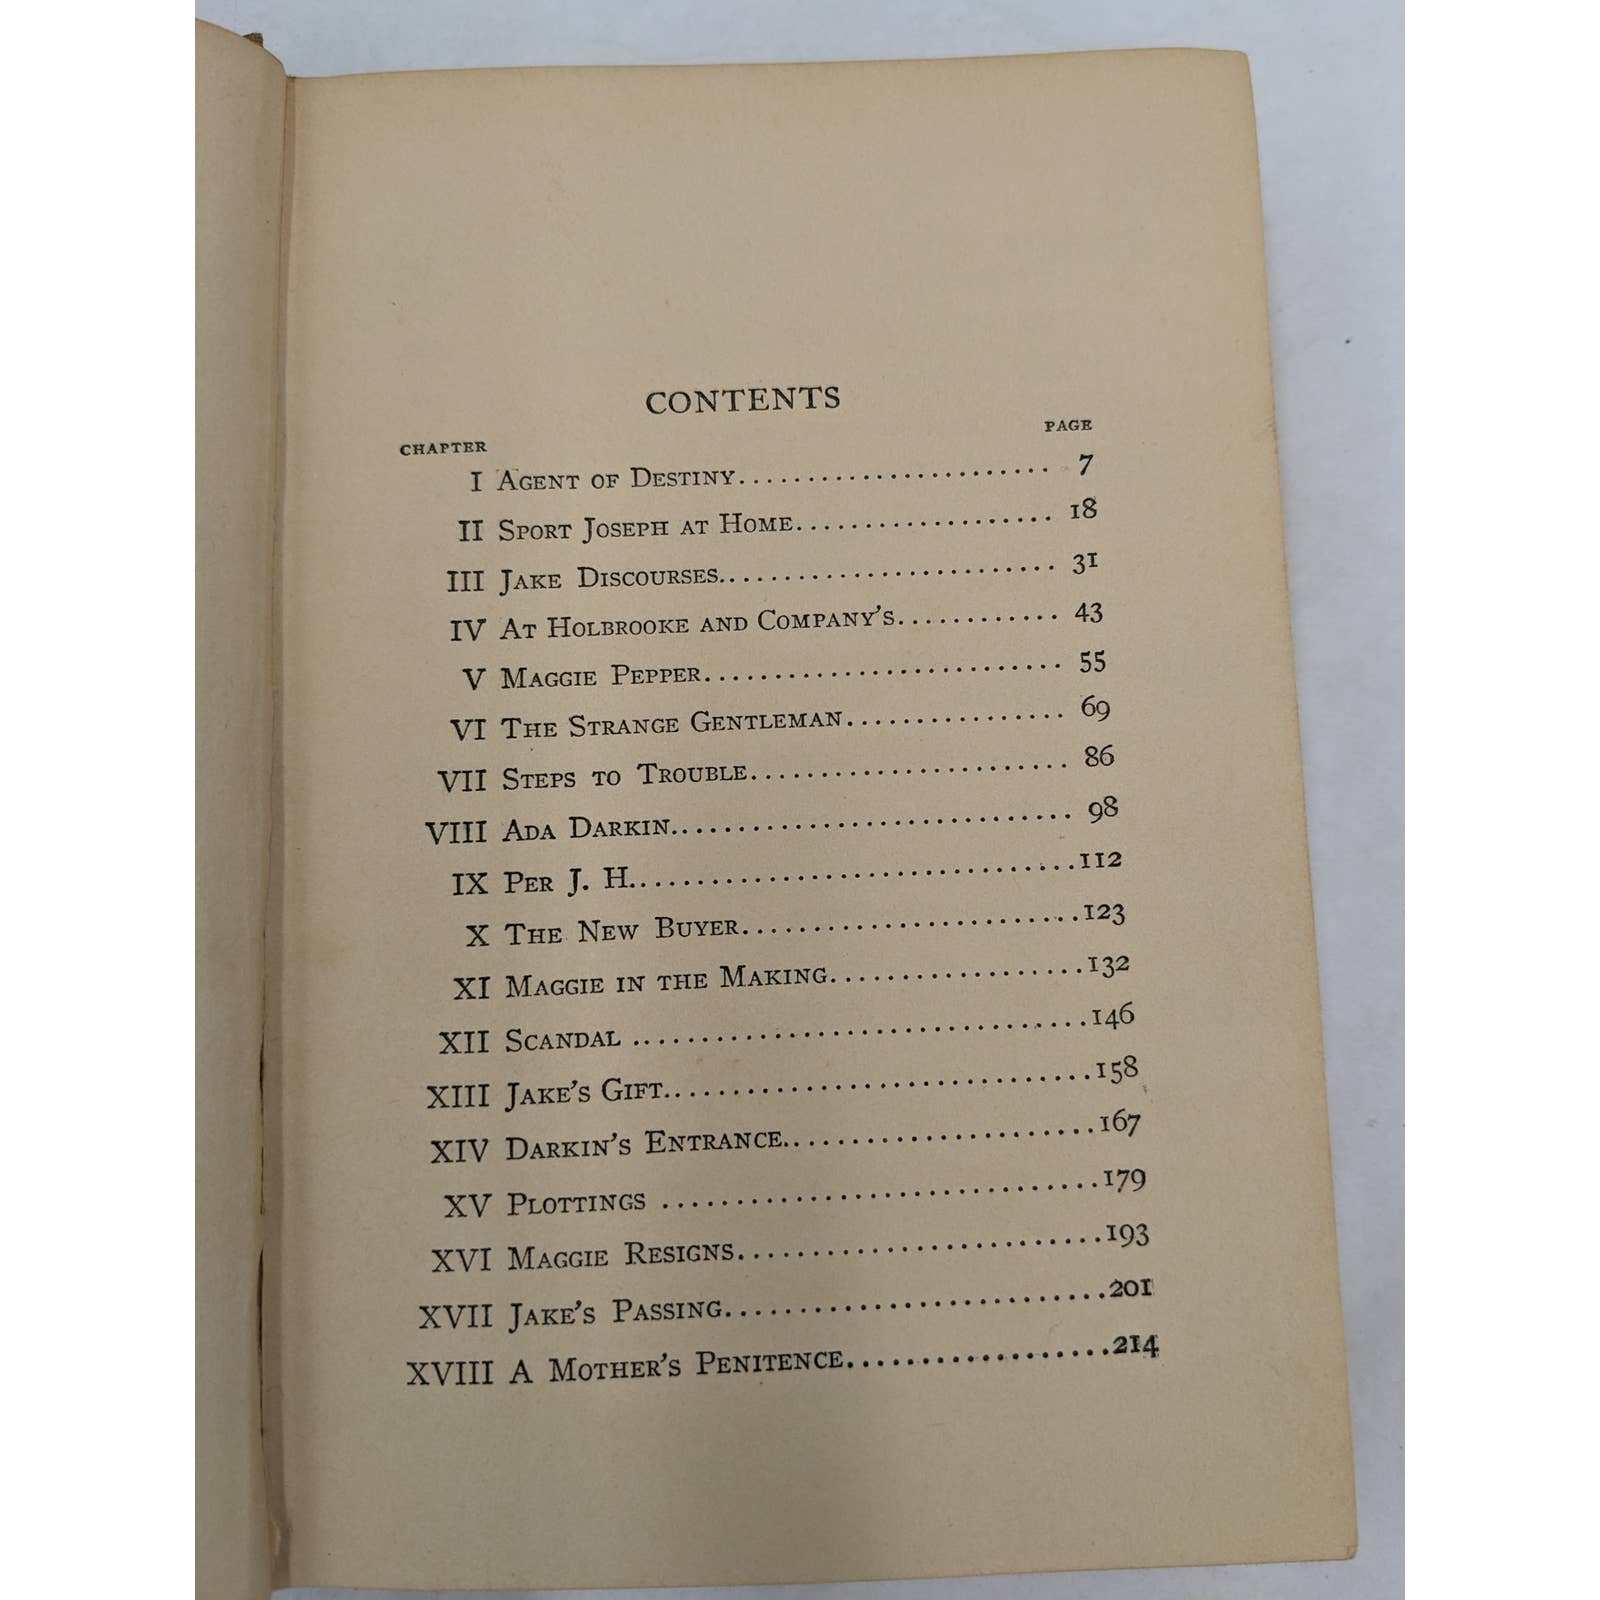 CONTENTS
CHAPTER PAGE
I AGENT OF DESTINY....................... 7
II SPORT JOSEPH AT HOME................... 18
III JAKE DISCOURSES......................... 31
IV AT HOLBROOKE AND COMPANY'S............ 43
V MAGGIE PEPPER.......................... 55
VI THE STRANGE GENTLEMAN................ 69
VII STEPS TO TROUBLE....................... 86
VIII ADA DARKIN............................. 98
IX PER J. H.................................112
X THE NEW BUYER.........................123
XI MAGGIE IN THE MAKING...................132
XII SCANDAL .................................146
XIII JAKE'S GIFT...............................158
XIV DARKIN'S ENTRANCE.......................167
XV PLOTTINGS ................................179
XVI MAGGIE RESIGNS...........................193
XVII JAKE'S PASSING............................201
XVIII A MOTHER'S PENITENCE...................214